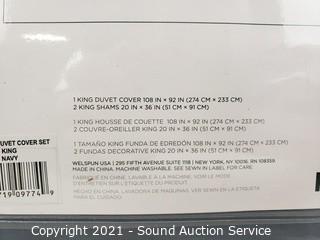 1 KING DUVET COVER 108 IN × 92 IN (274 CM × 233 CM)
2 KING SHAMS 20 IN × 36 IN (51 CM × 91 CM)
1 KING HOUSSE DE COUETTE 108 IN × 92 IN (274 CM × 233 CM)
2 COUVRE-OREILLER KING 20 IN × 36 IN (51 CM × 91 CM)
1 TAMAÑO KING FUNDA DE EDREDÓN 108 IN × 92 IN (274 CM × 233 CM)
2 FUNDAS DECORATIVE KING 20 IN × 36 IN (51 CM × 91 CM)
UVET COVER SET
KING
NAVY
WELSPUN USA | 295 FIFTH AVENUE SUITE 1118 | NEW YORK, NY 10016. RN 108359
MADE IN CHINA. MACHINE WASHABLE. SEE SEWN IN LABEL FOR CARE
FABRIQUÉ EN CHINE. LAVABLE À LA MACHINE. VOIR LE MODE
D'ENTRETIEN SUR L'ETIQUETTE DU PRODUIT
HECHO EN CHINA. LAVADORA DE MAQUINAS. VER SEWN EN LA ETIQUETA
PARA EL CUIDADO.
719 09774 9
Copyright 2021 - Sound Auction Service